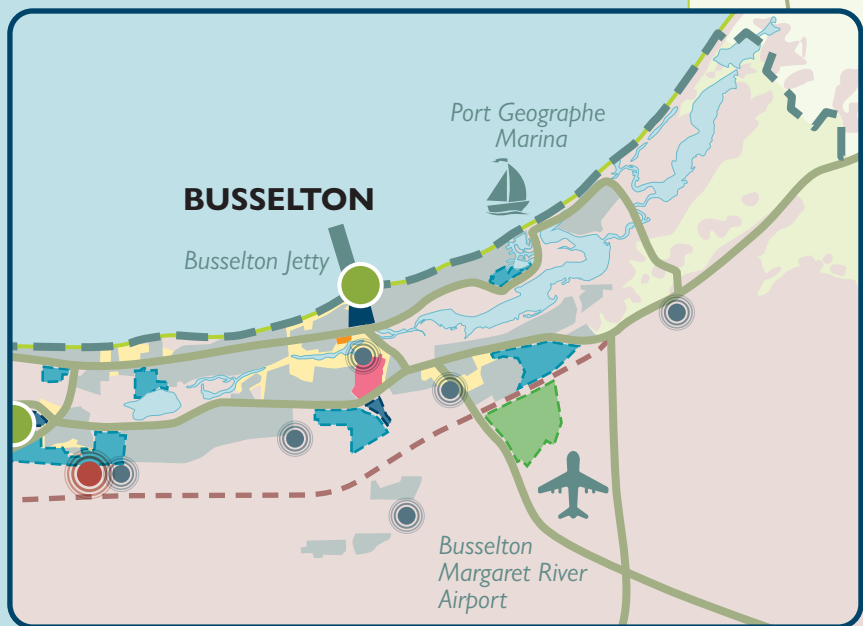 Port Geographe
Marina
BUSSELTON
Busselton Jetty
Busselton
Margaret River
Airport